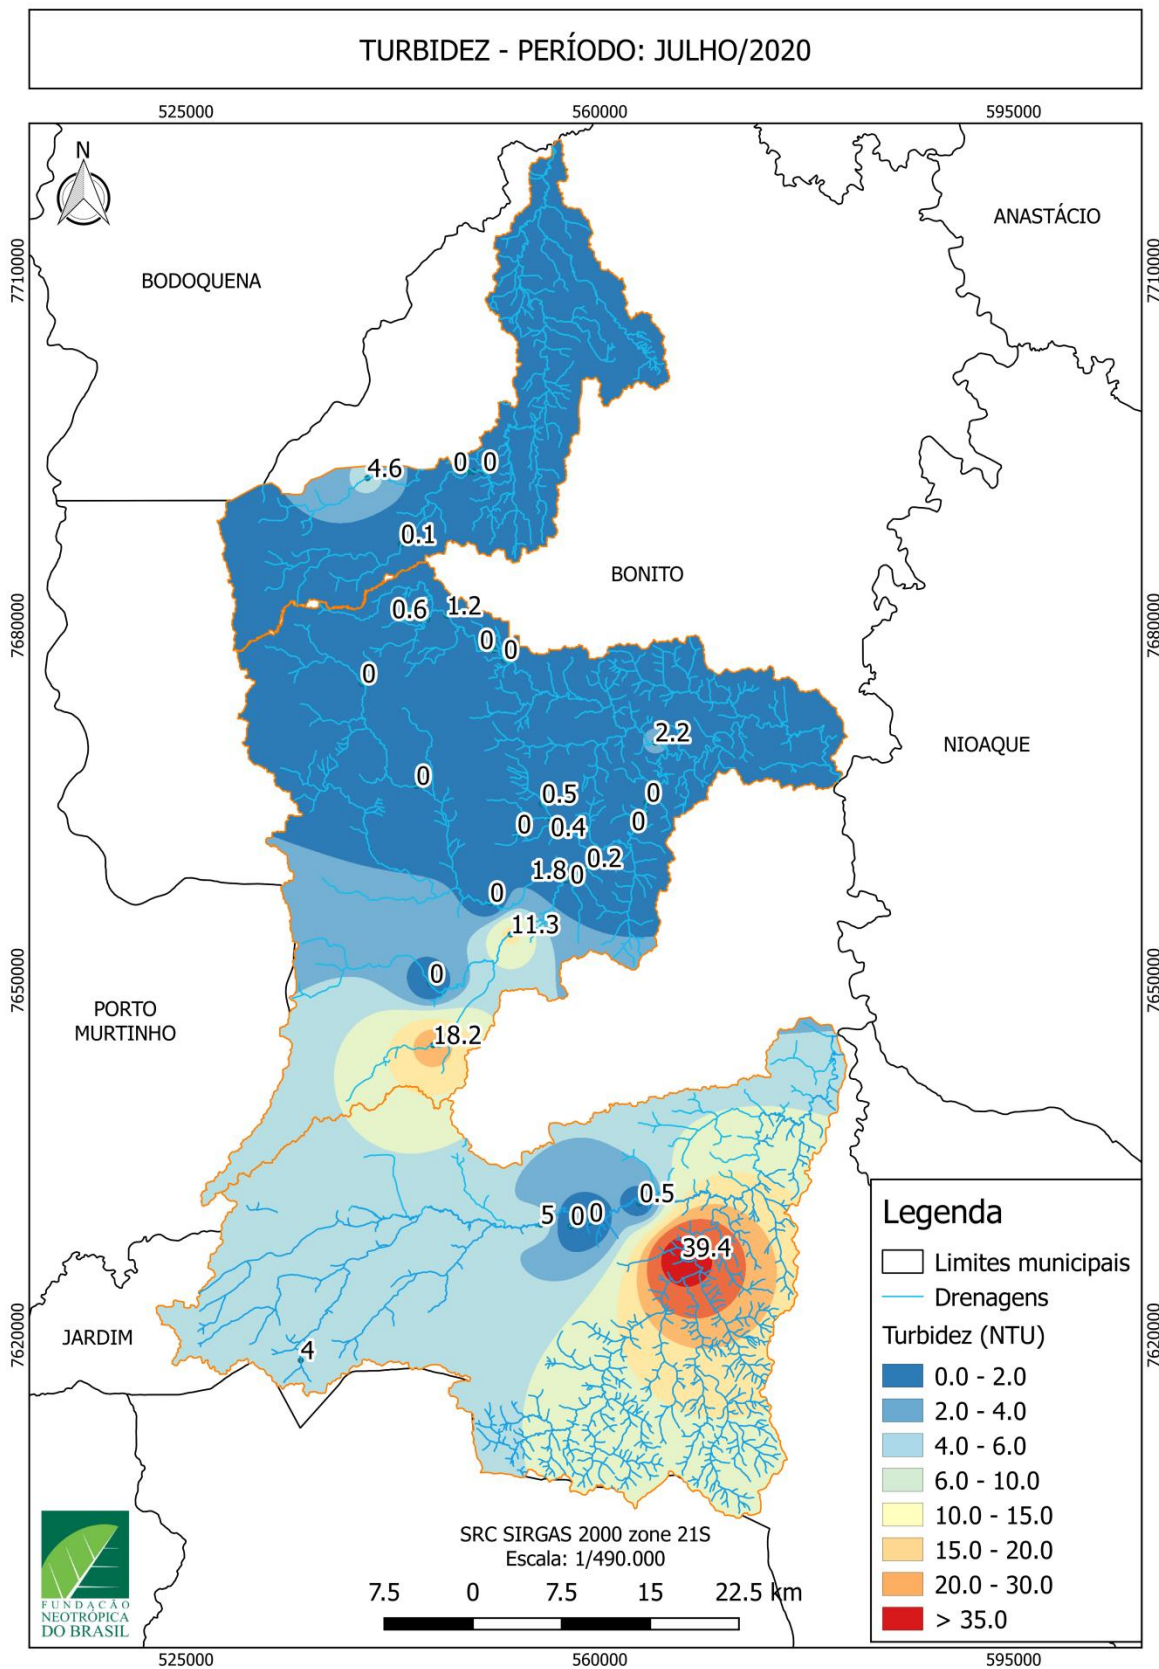 TURBIDEZ - PERÍODO: JULHO/2020
525000
560000
595000
N
ANASTÁCIO
BODOQUENA
7710000
7710000
4.6
0
0
0.1
BONITO
0.6
1.2
0
0
7680000
7680000
0
2.2
NIOAQUE
0
0.5
0
0
0.4
0
0.2
1.8
0
0
11.3
0
7650000
7650000
PORTO
MURTINHO
18.2
0.5
5
0
0
39.4
JARDIM
4
7620000
7620000
Legenda
Limites municipais
Drenagens
Turbidez (NTU)
0.0 - 2.0
2.0 - 4.0
4.0 - 6.0
6.0 - 10.0
10.0 - 15.0
15.0 - 20.0
20.0 - 30.0
> 35.0
SRC SIRGAS 2000 zone 21S
Escala: 1/490.000
7.5 0 7.5 15 22.5 km
FUNDAÇÃO
NEOTRÓPICA
DO BRASIL
525000
560000
595000